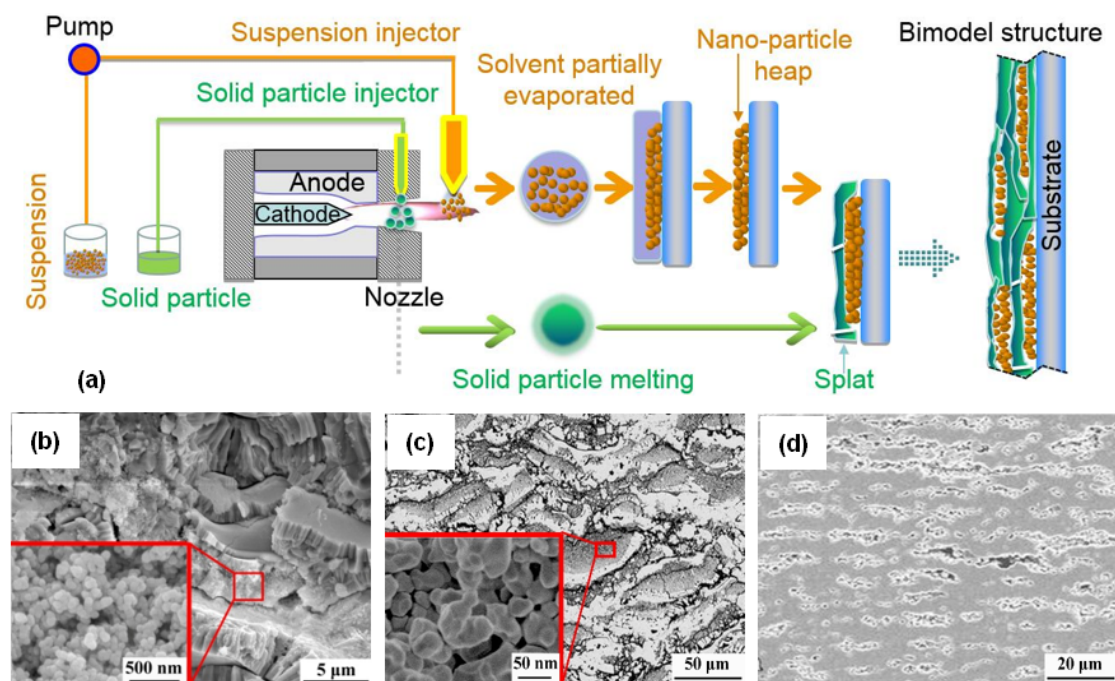 Pump
Suspension injector
Solid particle injector
Solvent partially
evaporated
Nano-particle
heap
Bimodel structure
Anode
Cathode
Suspension
Solid particle
Nozzle
Substrate
Solid particle melting
Splat
(a)
(b)
500 nm
5 µm
(c)
50 nm
50 µm
(d)
20 µm